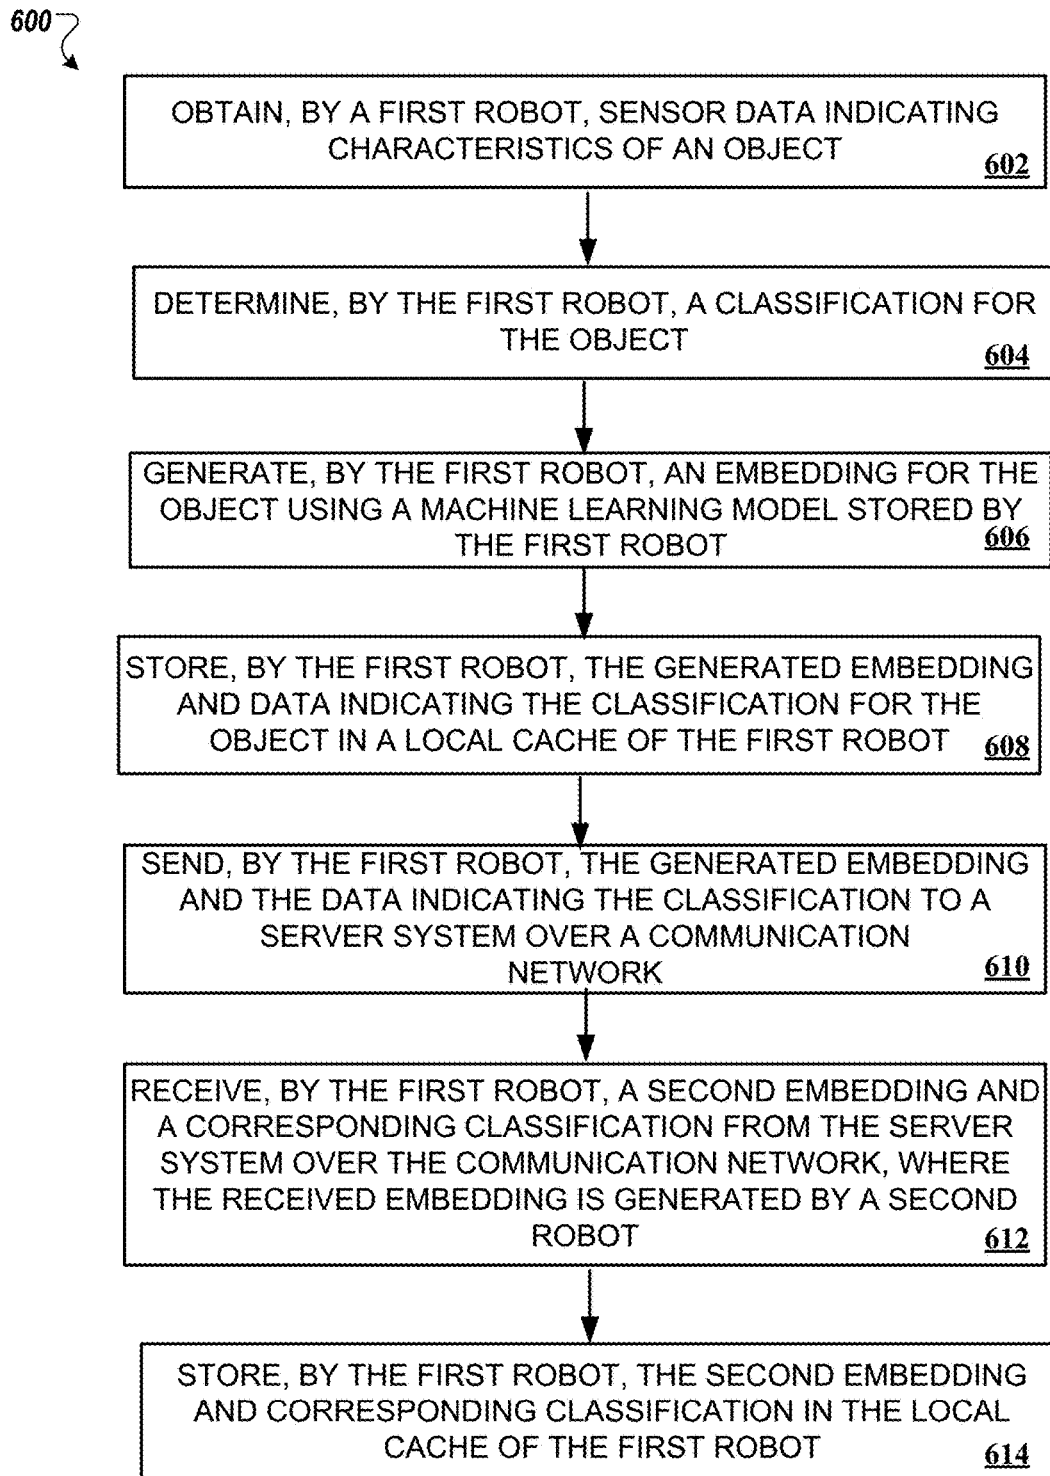 600
OBTAIN, BY A FIRST ROBOT, SENSOR DATA INDICATING
CHARACTERISTICS OF AN OBJECT
602
DETERMINE, BY THE FIRST ROBOT, A CLASSIFICATION FOR
THE OBJECT
604
GENERATE, BY THE FIRST ROBOT, AN EMBEDDING FOR THE
OBJECT USING A MACHINE LEARNING MODEL STORED BY
THE FIRST ROBOT
606
STORE, BY THE FIRST ROBOT, THE GENERATED EMBEDDING
AND DATA INDICATING THE CLASSIFICATION FOR THE
OBJECT IN A LOCAL CACHE OF THE FIRST ROBOT
608
SEND, BY THE FIRST ROBOT, THE GENERATED EMBEDDING
AND THE DATA INDICATING THE CLASSIFICATION TO A
SERVER SYSTEM OVER A COMMUNICATION
NETWORK
610
RECEIVE, BY THE FIRST ROBOT, A SECOND EMBEDDING AND
A CORRESPONDING CLASSIFICATION FROM THE SERVER
SYSTEM OVER THE COMMUNICATION NETWORK, WHERE
THE RECEIVED EMBEDDING IS GENERATED BY A SECOND
ROBOT
612
STORE, BY THE FIRST ROBOT, THE SECOND EMBEDDING
AND CORRESPONDING CLASSIFICATION IN THE LOCAL
CACHE OF THE FIRST ROBOT
614